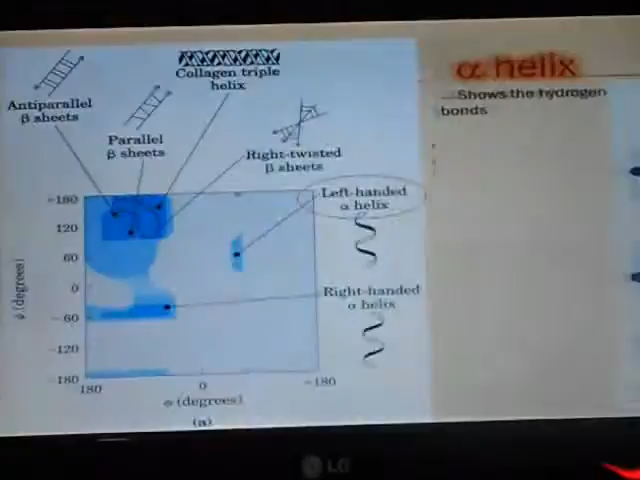 Antiparallel
β sheets
Parallel
β sheets
Collagen triple
helix
Right-twisted
β sheets
Left-handed
α helix
Right-handed
α helix
+180
120
60
0
-60
-120
-180
ψ (degrees)
180
0
-180
φ (degrees)
(a)
α helix
...Shows the hydrogen
bonds
LG